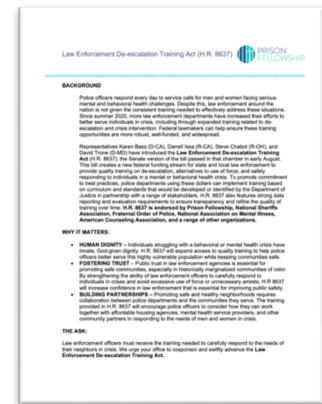 Law Enforcement De-escalation Training Act (H.R. 8637)
PRISON
FELLOWSHIP
BACKGROUND
Police officers respond every day to service calls for men and women facing serious
mental and behavioral health challenges. Despite this, law enforcement around the
nation is not given the consistent training needed to effectively address these situations.
Since summer 2020, more law enforcement departments have increased their efforts to
better serve individuals in crisis, including through expanded training related to de-
escalation and crisis intervention. Federal lawmakers can help ensure these training
opportunities are more robust, well-funded, and widespread.
Representatives Karen Bass (D-CA), Darrell Issa (R-CA), Steve Chabot (R-OH), and
David Trone (D-MD) have introduced the Law Enforcement De-escalation Training
Act (H.R. 8637); the Senate version of the bill passed in that chamber in early August.
This bill creates a new federal funding stream for state and local law enforcement to
provide quality training on de-escalation, alternatives to use of force, and safely
responding to individuals in a mental or behavioral health crisis. To promote commitment
to best practices, police departments using these dollars can implement training based
on curriculum and standards that would be developed or identified by the Department of
Justice in partnership with a range of stakeholders. H.R. 8637 also features strong data
reporting and evaluation requirements to ensure transparency and refine the quality of
training over time. H.R. 8637 is endorsed by Prison Fellowship, National Sheriffs
Association, Fraternal Order of Police, National Association on Mental Illness,
American Counseling Association, and a range of other organizations.
WHY IT MATTERS:
• HUMAN DIGNITY – Individuals struggling with a behavioral or mental health crisis have
innate, God-given dignity. H.R. 8637 will expand access to quality training to help police
officers better serve this highly vulnerable population while keeping communities safe.
• FOSTERING TRUST – Public trust in law enforcement agencies is essential for
promoting safe communities, especially in historically marginalized communities of color.
By strengthening the ability of law enforcement officers to carefully respond to
individuals in crises and avoid excessive use of force or unnecessary arrests, H.R. 8637
will increase confidence in law enforcement that is essential for improving public safety.
• BUILDING PARTNERSHIPS – Promoting safe and healthy neighborhoods requires
collaboration between police departments and the communities they serve. The training
provided in H.R. 8637 will encourage police officers to consider how they can work
together with affordable housing agencies, mental health service providers, and other
community partners in responding to the needs of men and women in crisis.
THE ASK:
Law enforcement officers must receive the training needed to carefully respond to the needs of
their neighbors in crisis. We urge your office to cosponsor and swiftly advance the Law
Enforcement De-escalation Training Act.